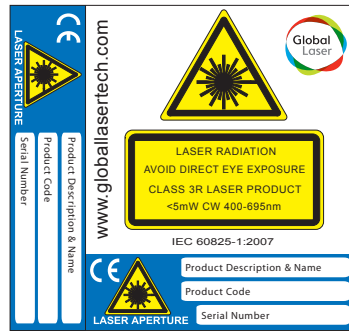 LASER APERTURE
Product Description & Name
Product Code
Serial Number
www.globallasertech.com
Global
Laser
LASER RADIATION
AVOID DIRECT EYE EXPOSURE
CLASS 3R LASER PRODUCT
<5mW CW 400-695nm
IEC 60825-1:2007
LASER APERTURE
Product Description & Name
Product Code
Serial Number